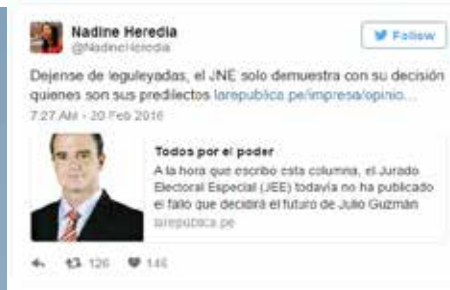 Nadine Heredia
@NadineHeredia
Follow
Dejense de leguleyadas, el JNE solo demuestra con su decisión
quienes son sus predilectos larepublica.pe/impresa/opinio...
7:27 AM - 20 Feb 2016
Todos por el poder
A la hora que escribo esta columna, el Jurado
Electoral Especial (JEE) todavía no ha publicado
el fallo que decidirá el futuro de Julio Guzmán
larepublica.pe
126 146